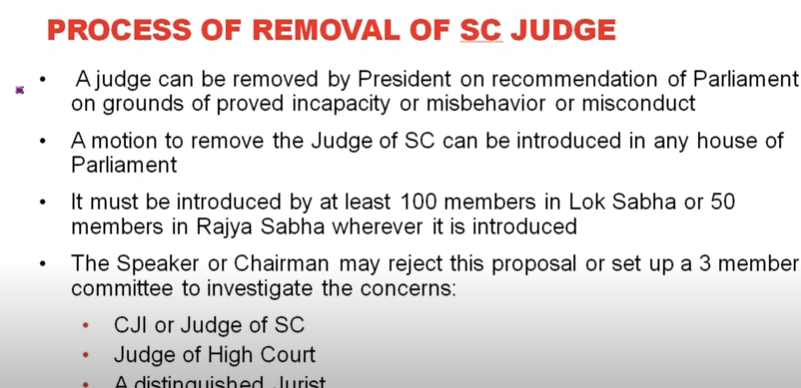 PROCESS OF REMOVAL OF SC JUDGE
• A judge can be removed by President on recommendation of Parliament
on grounds of proved incapacity or misbehavior or misconduct
• A motion to remove the Judge of SC can be introduced in any house of
Parliament
• It must be introduced by at least 100 members in Lok Sabha or 50
members in Rajya Sabha wherever it is introduced
• The Speaker or Chairman may reject this proposal or set up a 3 member
committee to investigate the concerns:
• CJI or Judge of SC
• Judge of High Court
• A distinguished Jurist